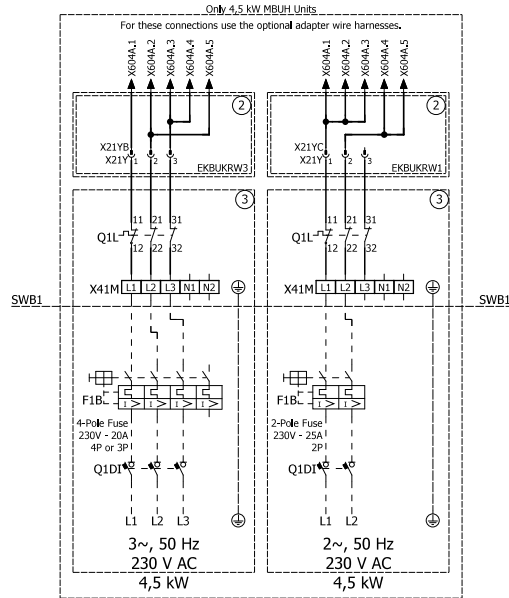 Only 4,5 kW MBUH Units
For these connections use the optional adapter wire harnesses.
X604A.1 X604A.2 X604A.3 X604A.4 X604A.5 X604A.1 X604A.2 X604A.3 X604A.4 X604A.5
2 2
X21YB X21YC
X21Y 1 2 3 X21Y 1 2 3
EKBUKRW3 EKBUKRW1
3 3
11 21 31 11 21 31
Q1L Q1L
12 22 32 12 22 32
X41M L1 L2 L3 N1 N2 X41M L1 L2 L3 N1 N2
SWB1 SWB1
F1B I > I > I > I > F1B I > I >
4-Pole Fuse 2-Pole Fuse
230V - 20A 230V - 25A
4P or 3P 2P
Q1DI Q1DI
L1 L2 L3 L1 L2
3~, 50 Hz 2~, 50 Hz
230 V AC 230 V AC
4,5 kW 4,5 kW